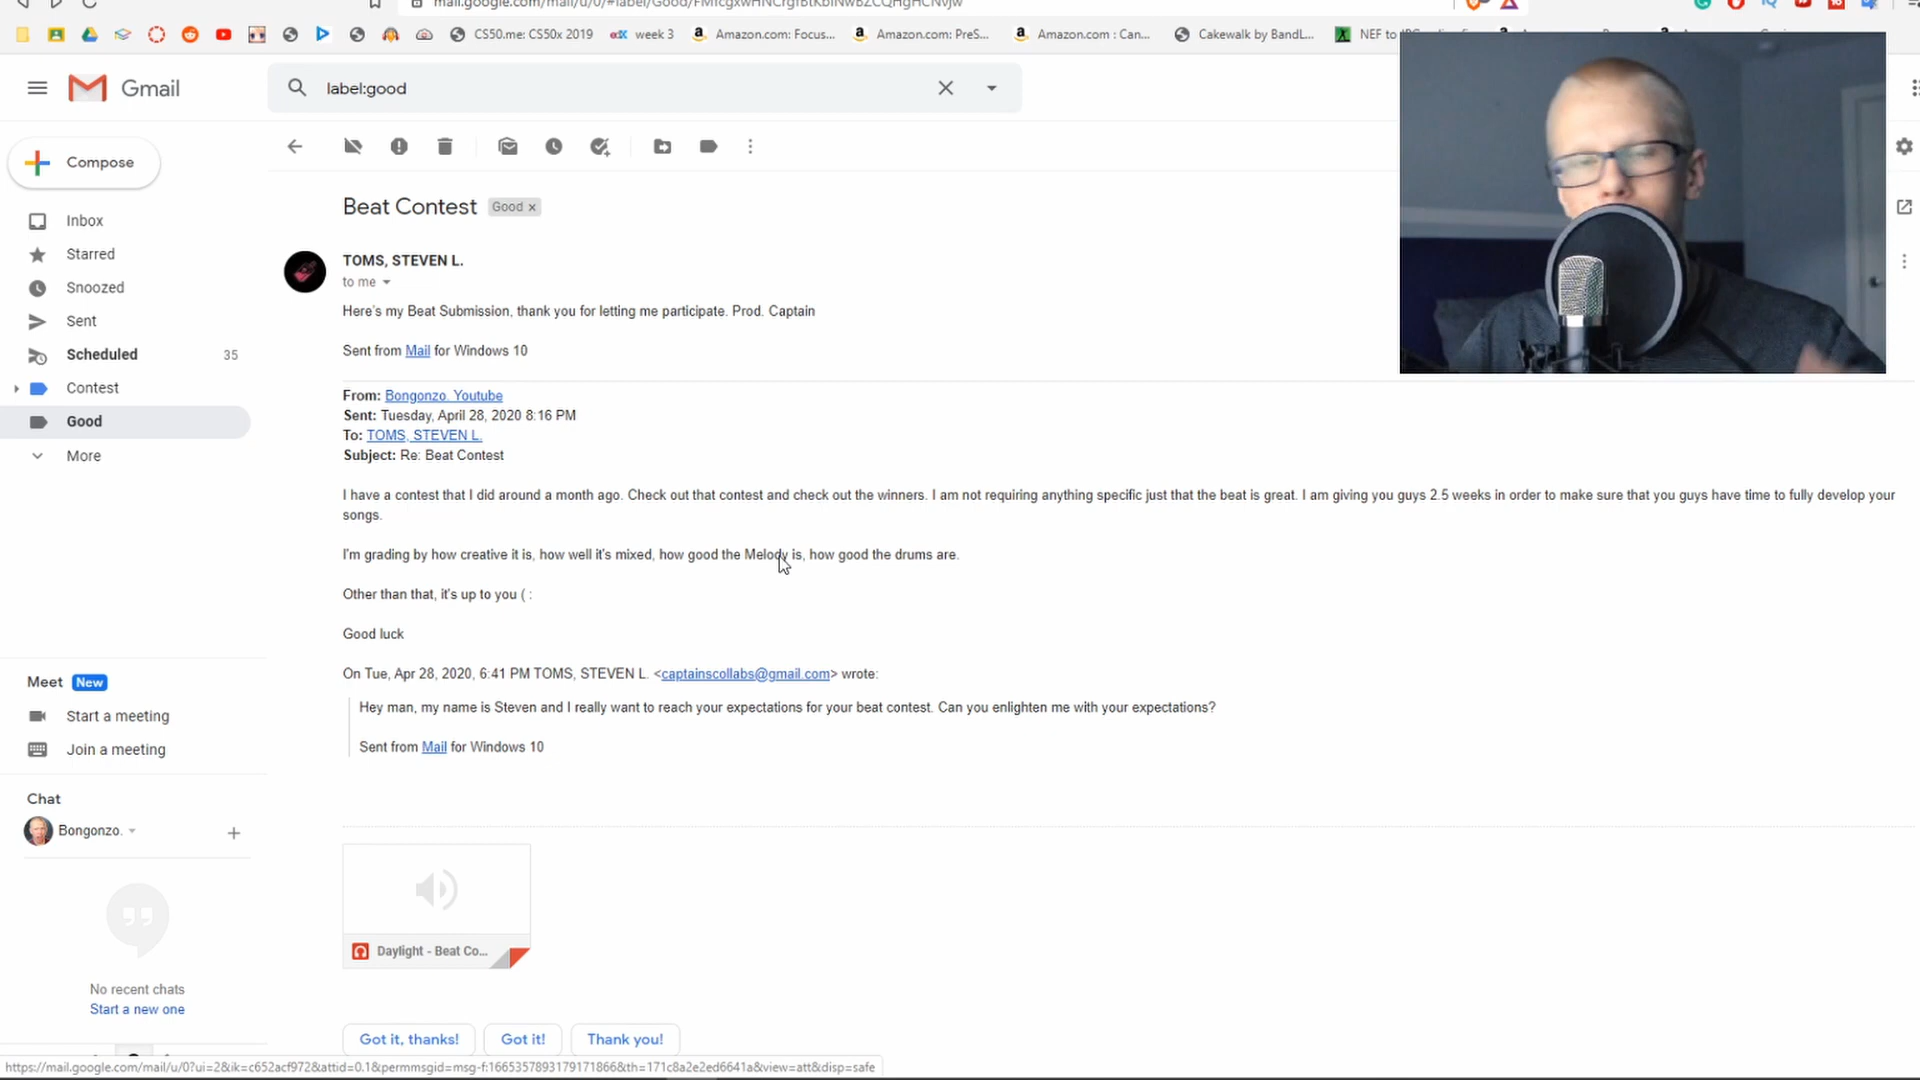 CS50.me: CS50x 2019
edX
week 3
Amazon.com: Focus...
Amazon.com: PreS...
Amazon.com : Can...
Cakewalk by BandL...
Gmail
label:good
Compose
Inbox
Starred
Snoozed
Sent
Scheduled 35
Contest
Good
More
Beat Contest Good ×
TOMS, STEVEN L.
to me
Here's my Beat Submission, thank you for letting me participate. Prod. Captain
Sent from Mail for Windows 10
From: Bongonzo. Youtube
Sent: Tuesday, April 28, 2020 8:16 PM
To: TOMS, STEVEN L.
Subject: Re: Beat Contest
I have a contest that I did around a month ago. Check out that contest and check out the winners. I am not requiring anything specific just that the beat is great. I am giving you guys 2.5 weeks in order to make sure that you guys have time to fully develop your
songs.
I'm grading by how creative it is, how well it's mixed, how good the Melody is, how good the drums are.
Other than that, it's up to you ( :
Good luck
On Tue, Apr 28, 2020, 6:41 PM TOMS, STEVEN L. <captainscollabs@gmail.com> wrote:
Hey man, my name is Steven and I really want to reach your expectations for your beat contest. Can you enlighten me with your expectations?
Sent from Mail for Windows 10
Meet New
Start a meeting
Join a meeting
Chat
Bongonzo.
No recent chats
Start a new one
Daylight - Beat Co...
Got it, thanks!
Got it!
Thank you!
https://mail.google.com/mail/u/0?ui=2&ik=c652acf972&attid=0.1&permmsgid=msg-f:1665357893179171866&th=171c8a2e2ed6641a&view=att&disp=safe